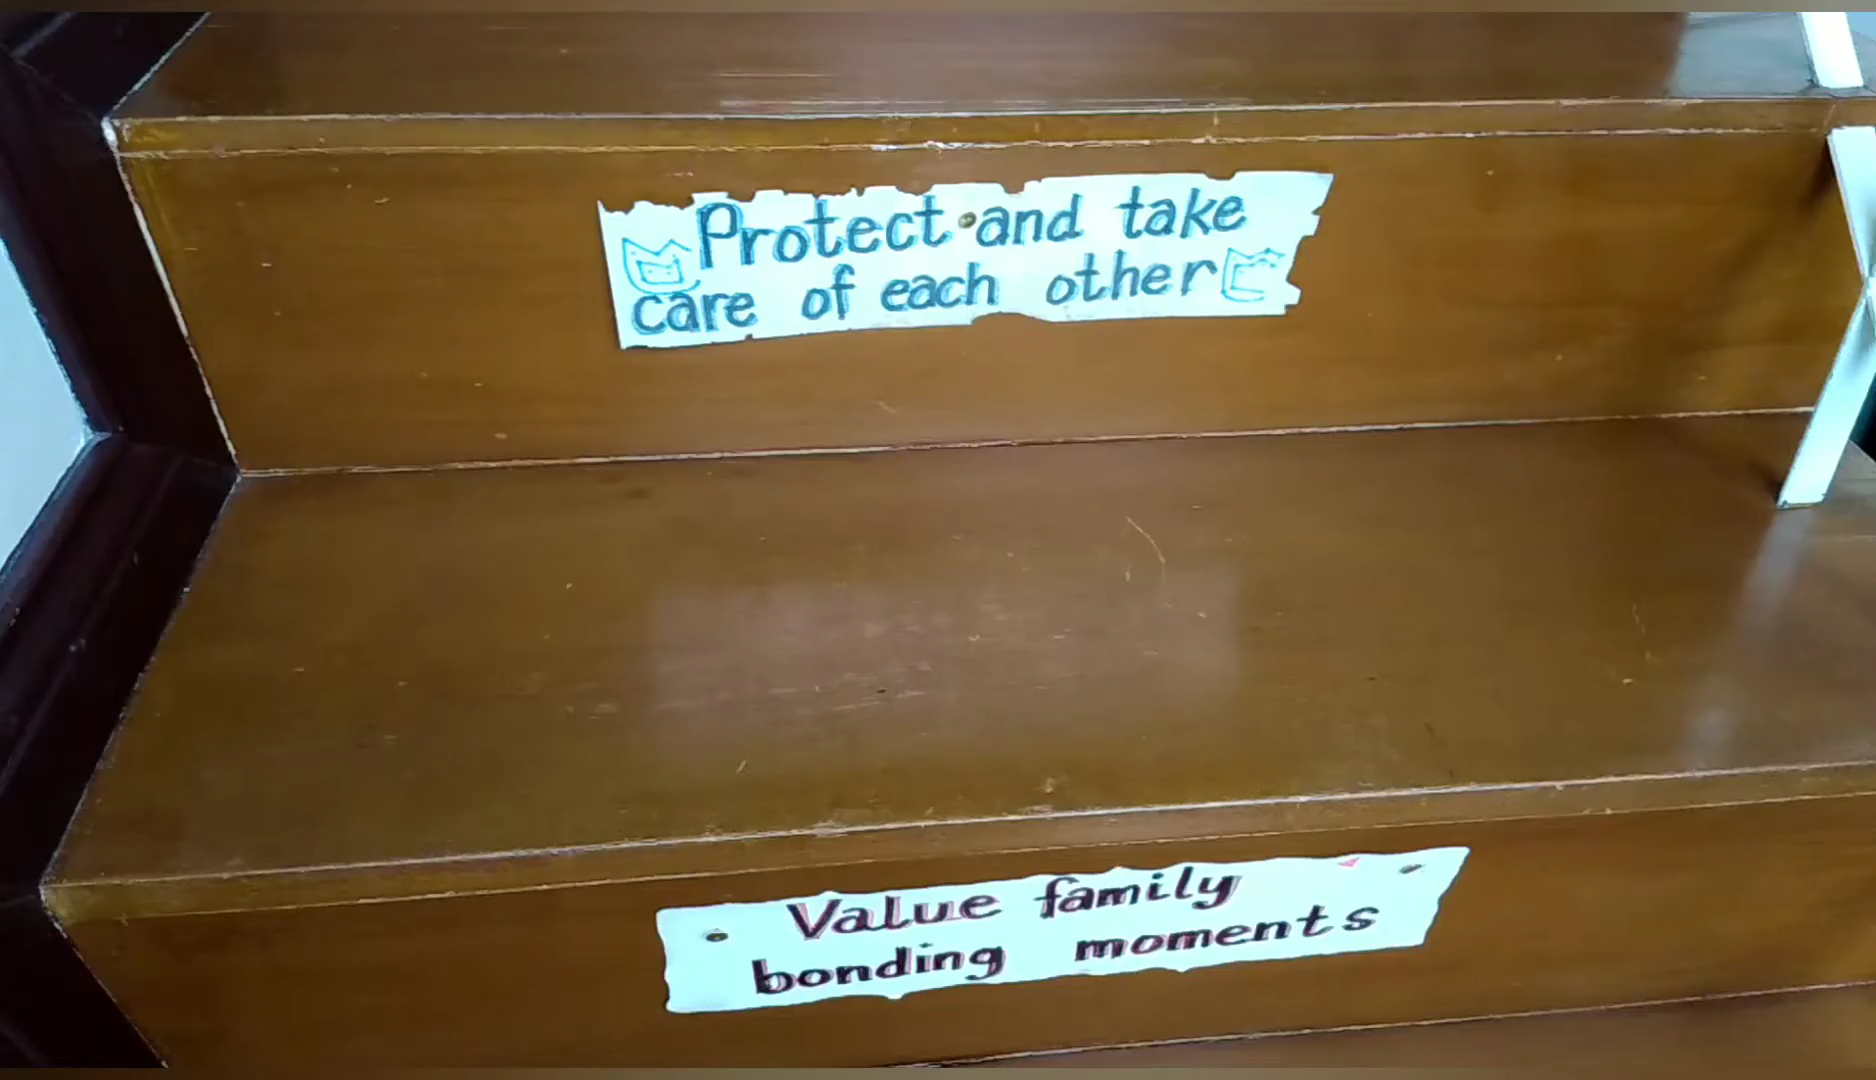 Protect and take
care of each other
Value family
bonding moments